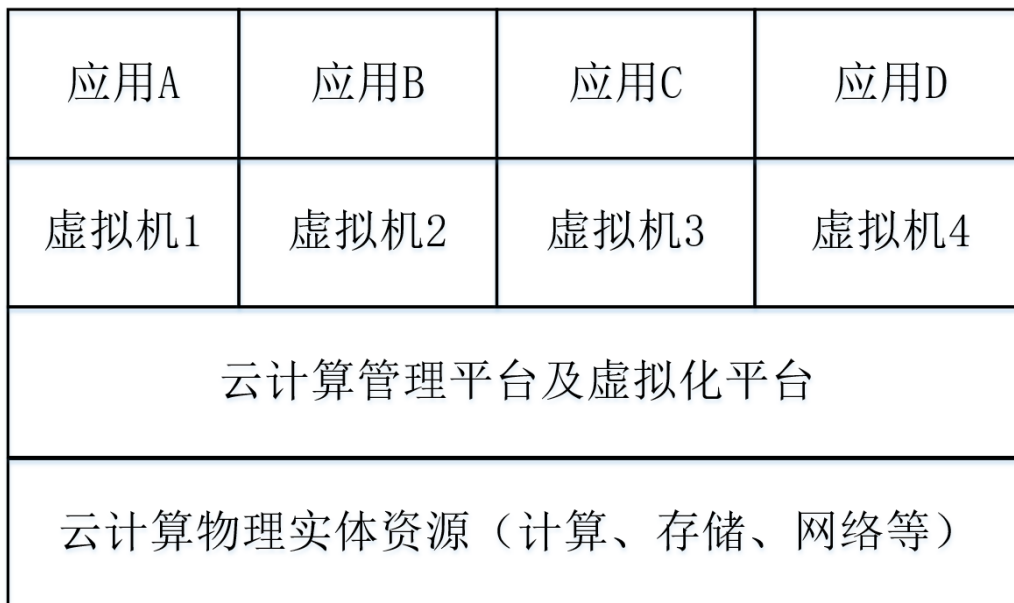 应用A 应用B 应用C 应用D
虚拟机1 虚拟机2 虚拟机3 虚拟机4
云计算管理平台及虚拟化平台
云计算物理实体资源（计算、存储、网络等）